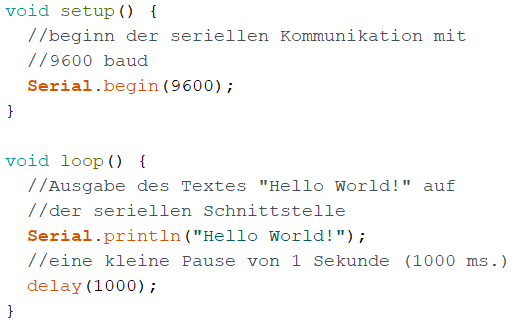 void setup() {
  //beginn der seriellen Kommunikation mit
  //9600 baud
  Serial.begin(9600);
}

void loop() {
  //Ausgabe des Textes "Hello World!" auf
  //der seriellen Schnittstelle
  Serial.println("Hello World!");
  //eine kleine Pause von 1 Sekunde (1000 ms.)
  delay(1000);
}